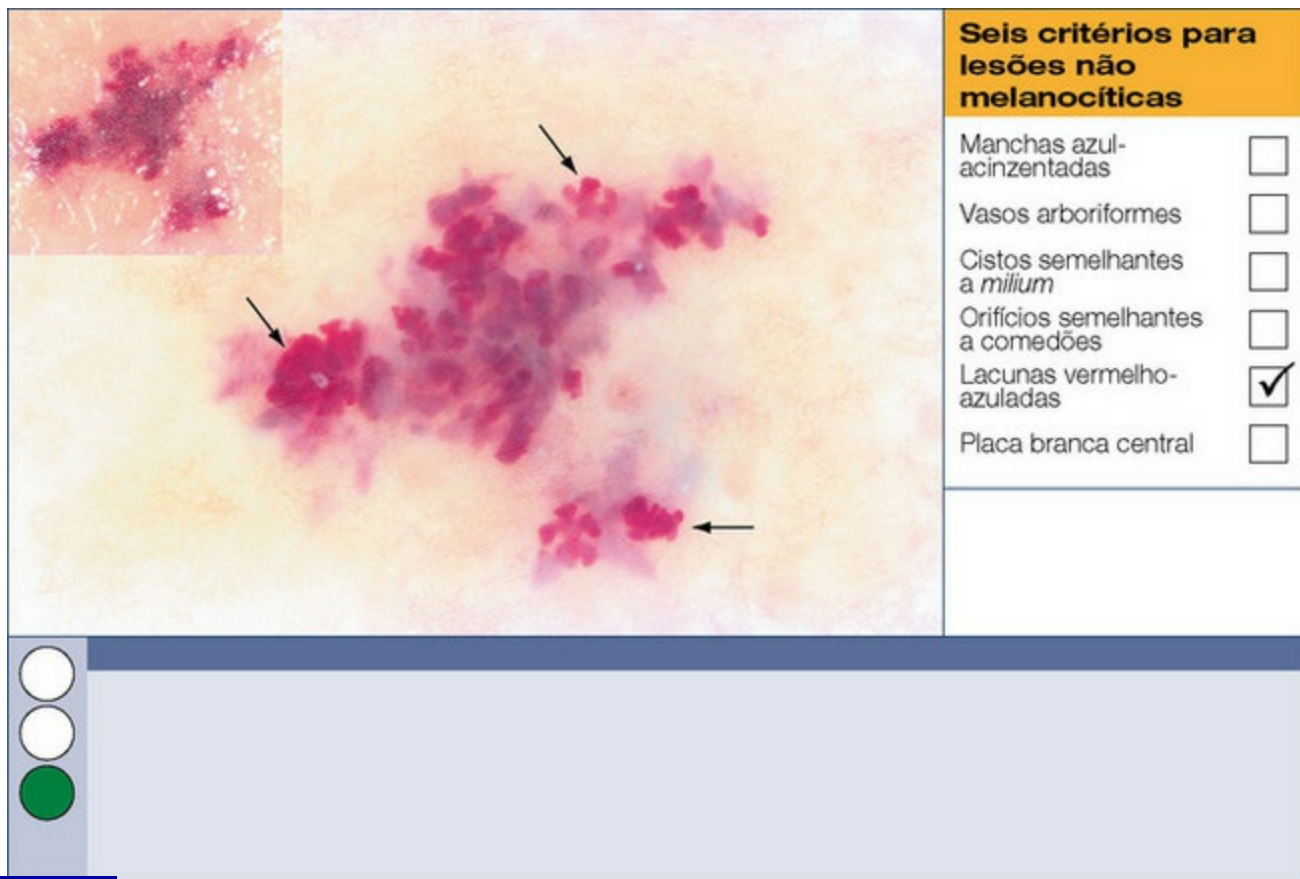 Seis critérios para
lesões não
melanocíticas
Manchas azul-
acinzentadas
Vasos arboriformes
Cistos semelhantes
a milium
Orifícios semelhantes
a comedões
Lacunas vermelho-
azuladas
Placa branca central